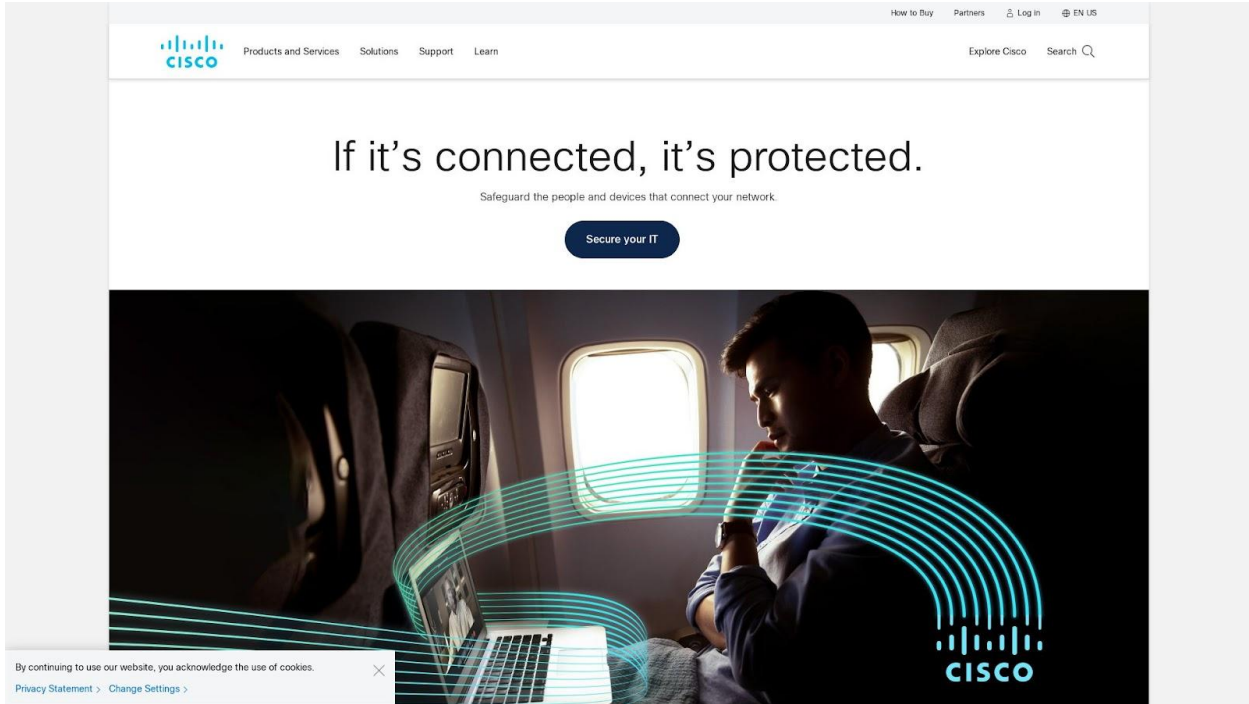 How to Buy Partners Log in EN US
CISCO Products and Services Solutions Support Learn Explore Cisco Search
If it's connected, it's protected.
Safeguard the people and devices that connect your network.
Secure your IT
CISCO
By continuing to use our website, you acknowledge the use of cookies.
Privacy Statement > Change Settings >